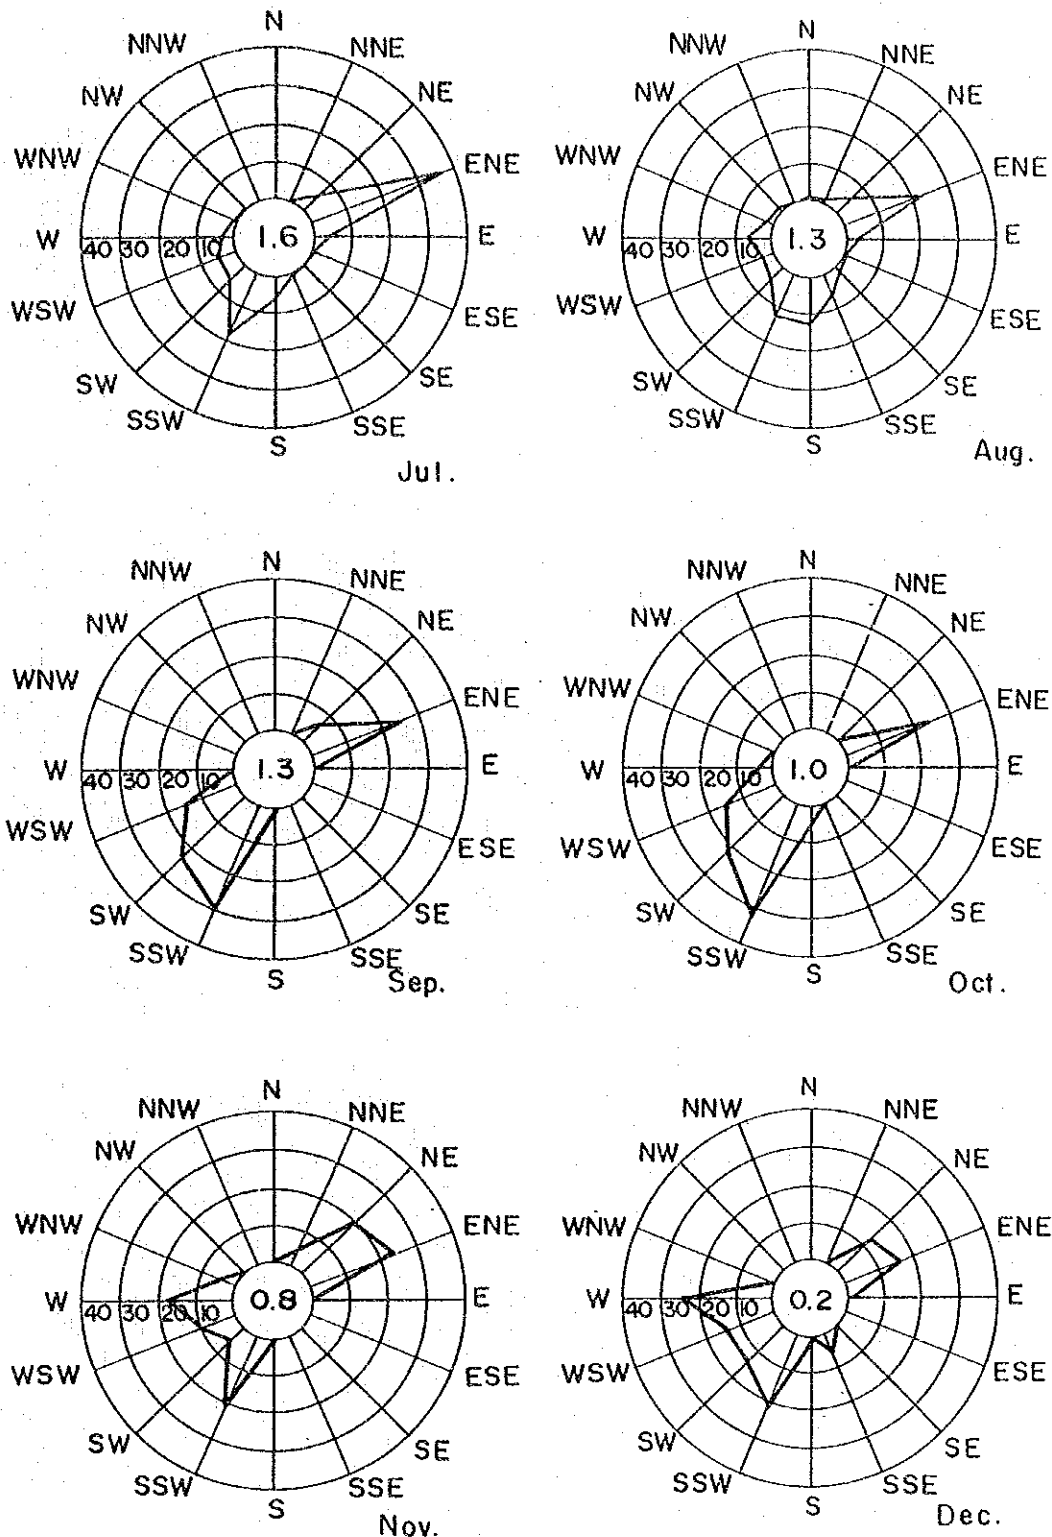 N
NNW NNE
NW NE
WNW ENE
W 40 30 20 10 1.6 E
WSW ESE
SW SE
SSW SSE
S
Jul.
N
NNW NNE
NW NE
WNW ENE
W 40 30 20 10 1.3 E
WSW ESE
SW SE
SSW SSE
S
Aug.
N
NNW NNE
NW NE
WNW ENE
W 40 30 20 10 1.3 E
WSW ESE
SW SE
SSW SSE
S
Sep.
N
NNW NNE
NW NE
WNW ENE
W 40 30 20 10 1.0 E
WSW ESE
SW SE
SSW SSE
S
Oct.
N
NNW NNE
NW NE
WNW ENE
W 40 30 20 10 0.8 E
WSW ESE
SW SE
SSW SSE
S
Nov.
N
NNW NNE
NW NE
WNW ENE
W 40 30 20 10 0.2 E
WSW ESE
SW SE
SSW SSE
S
Dec.